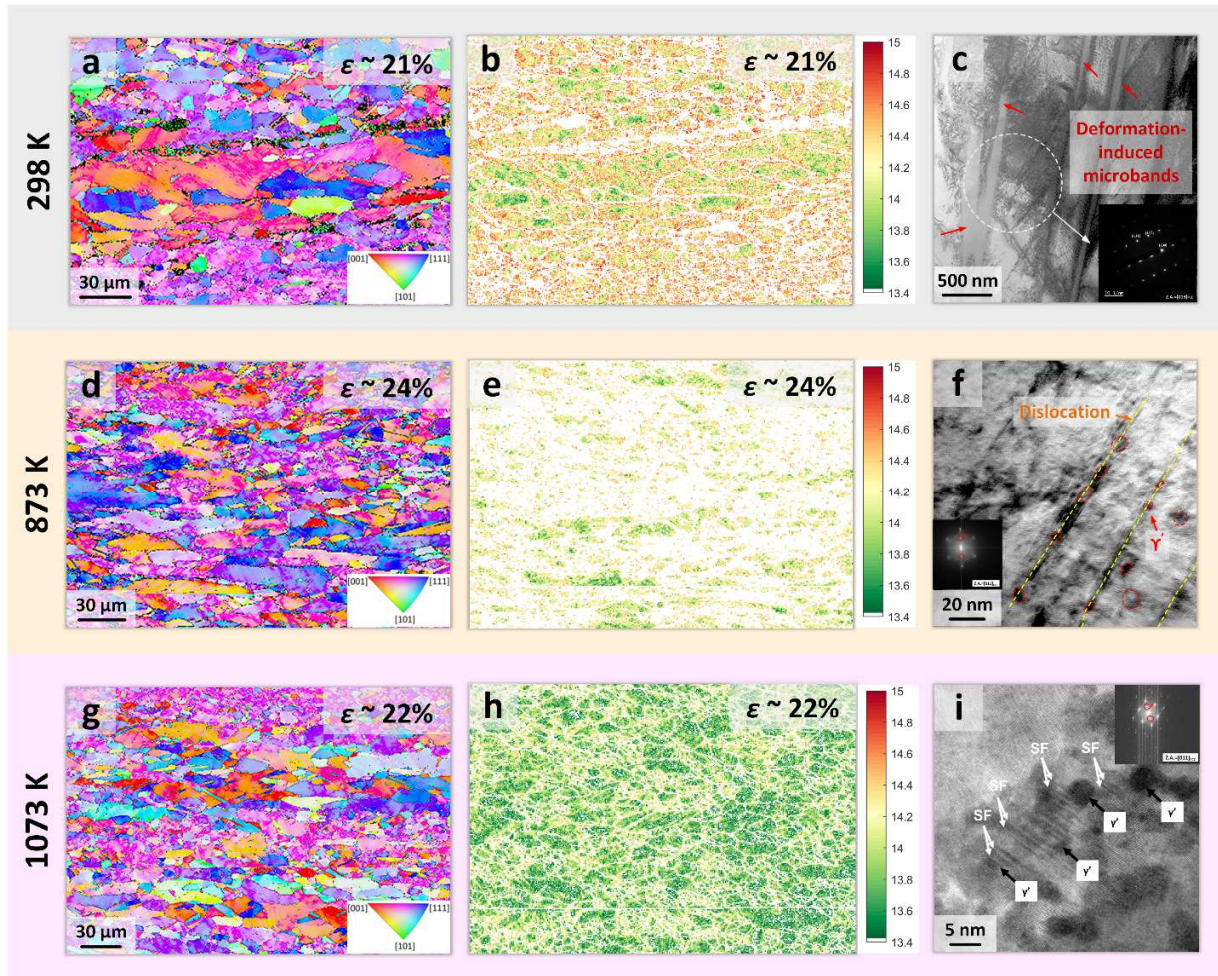 298 K
a
ε ~ 21%
30 μm
[001] [111]
[101]
b
ε ~ 21%
15
14.8
14.6
14.4
14.2
14
13.8
13.6
13.4
c
Deformation-
induced
microbands
500 nm
873 K
d
ε ~ 24%
30 μm
[001] [111]
[101]
e
ε ~ 24%
15
14.8
14.6
14.4
14.2
14
13.8
13.6
13.4
f
Dislocation
γ'
20 nm
1073 K
g
ε ~ 22%
30 μm
[001] [111]
[101]
h
ε ~ 22%
15
14.8
14.6
14.4
14.2
14
13.8
13.6
13.4
i
SF
SF
SF
SF
γ'
γ'
γ'
γ'
5 nm